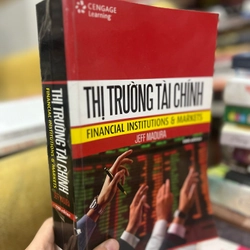 CENGAGE
Learning
THỊ TRƯỜNG TÀI CHÍNH
FINANCIAL INSTITUTIONS & MARKETS
JEFF MADURA
THỊ TRƯỜNG TÀI CHÍNH
FINANCIAL INSTITUTIONS & MARKETS